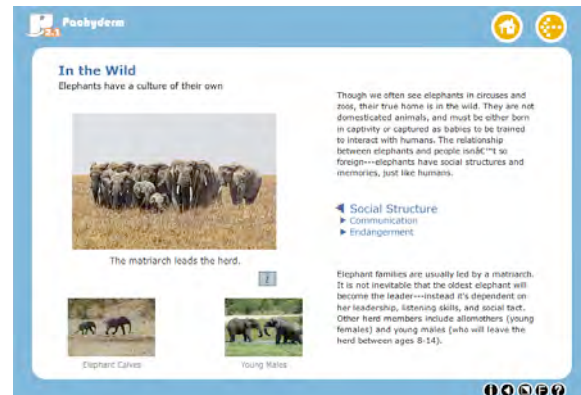 Pachyderm
2.1
In the Wild
Elephants have a culture of their own
The matriarch leads the herd.
i
Elephant Calves
Young Males
Though we often see elephants in circuses and
zoos, their true home is in the wild. They are not
domesticated animals, and must be either born
in captivity or captured as babies to be trained
to interact with humans. The relationship
between elephants and people isnâ€™t so
foreign---elephants have social structures and
memories, just like humans.
Social Structure
Communication
Endangerment
Elephant families are usually led by a matriarch.
It is not inevitable that the oldest elephant will
become the leader---instead it's dependent on
her leadership, listening skills, and social tact.
Other herd members include allomothers (young
females) and young males (who will leave the
herd between ages 8-14).